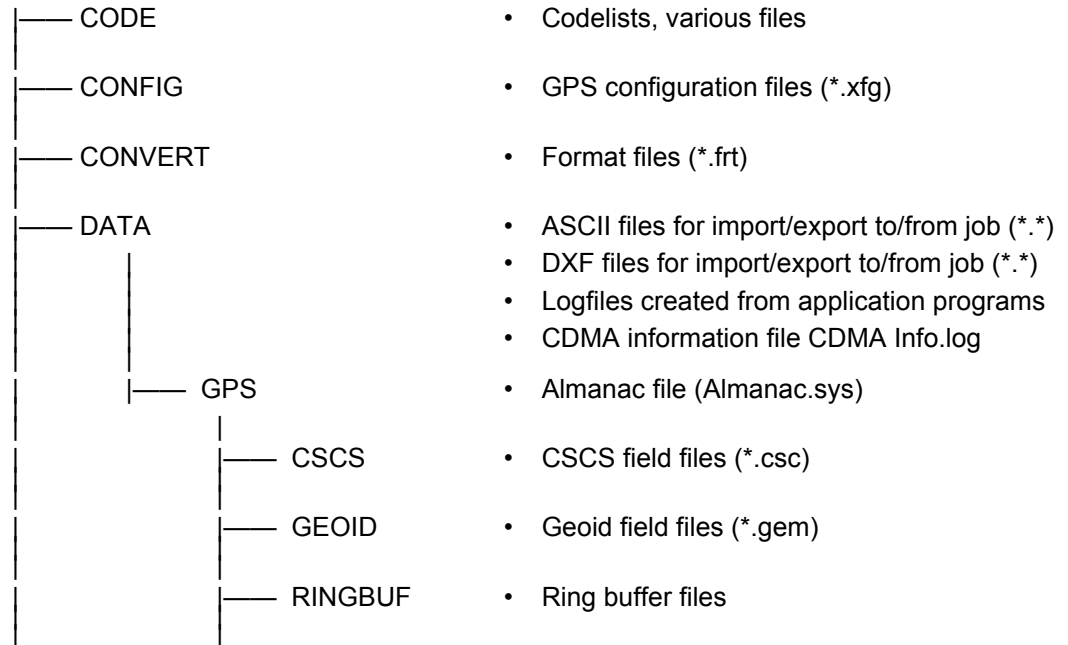 |—— CODE • Codelists, various files
|—— CONFIG • GPS configuration files (*.xfg)
|—— CONVERT • Format files (*.frt)
|—— DATA • ASCII files for import/export to/from job (*.*)
• DXF files for import/export to/from job (*.*)
• Logfiles created from application programs
• CDMA information file CDMA Info.log
|—— GPS • Almanac file (Almanac.sys)
|—— CSCS • CSCS field files (*.csc)
|—— GEOID • Geoid field files (*.gem)
|—— RINGBUF • Ring buffer files